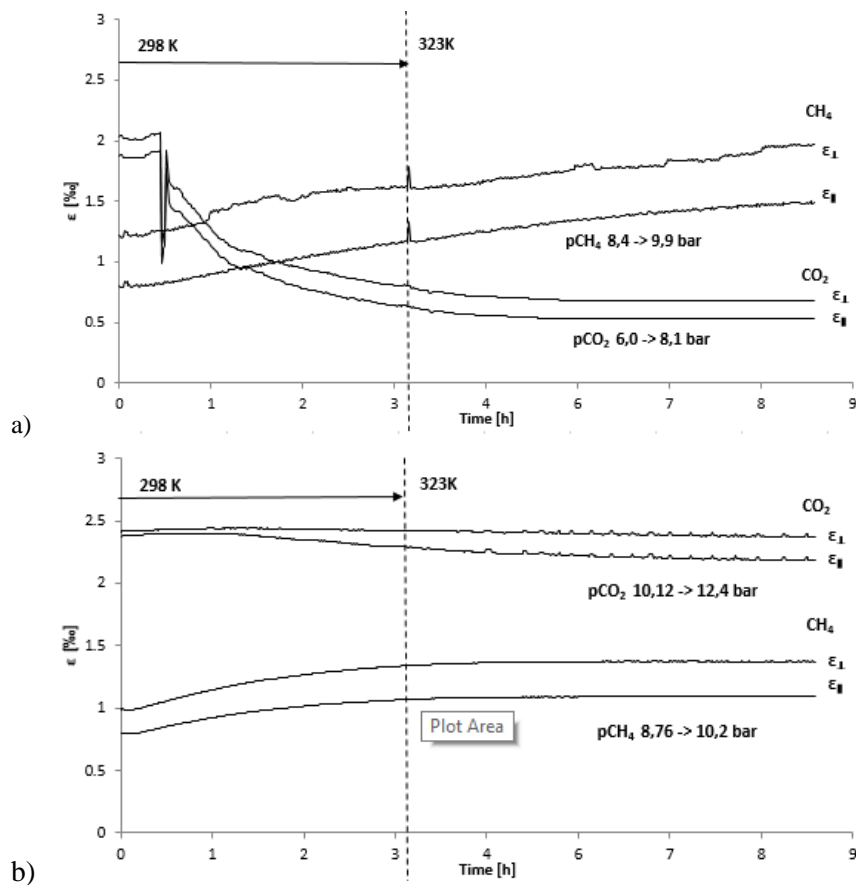 3
298 K
323K
2.5
CH₄
2
ε⊥
ε [‰]
1.5
ε∥
pCH₄ 8,4 -> 9,9 bar
1
CO₂
ε⊥
0.5
ε∥
pCO₂ 6,0 -> 8,1 bar
0
0 1 2 3 4 5 6 7 8 9
Time [h]
a)
3
298 K
323K
CO₂
2.5
ε⊥
ε∥
2
pCO₂ 10,12 -> 12,4 bar
CH₄
ε [‰]
1.5
ε⊥
ε∥
1
Plot Area
pCH₄ 8,76 -> 10,2 bar
0.5
0
0 1 2 3 4 5 6 7 8 9
Time [h]
b)